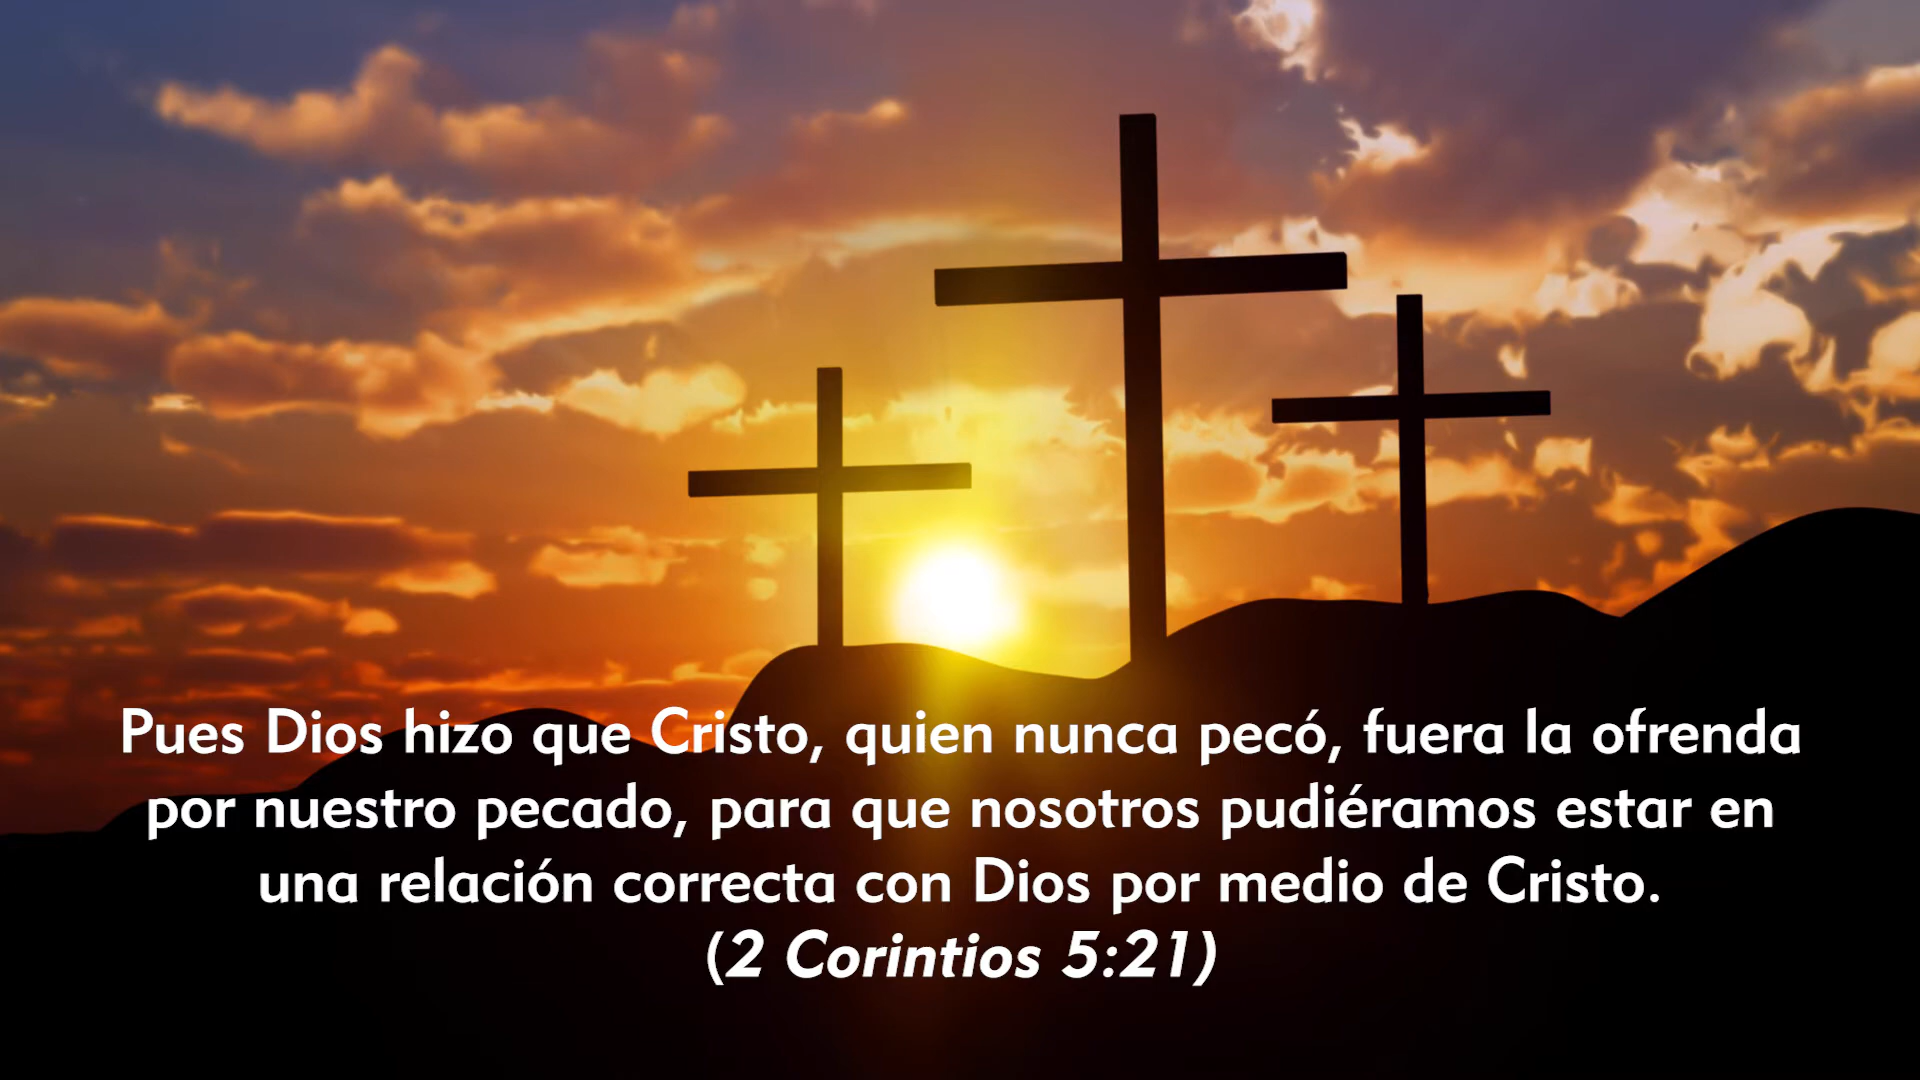 Pues Dios hizo que Cristo, quien nunca pecó, fuera la ofrenda
por nuestro pecado, para que nosotros pudiéramos estar en
una relación correcta con Dios por medio de Cristo.
(2 Corintios 5:21)